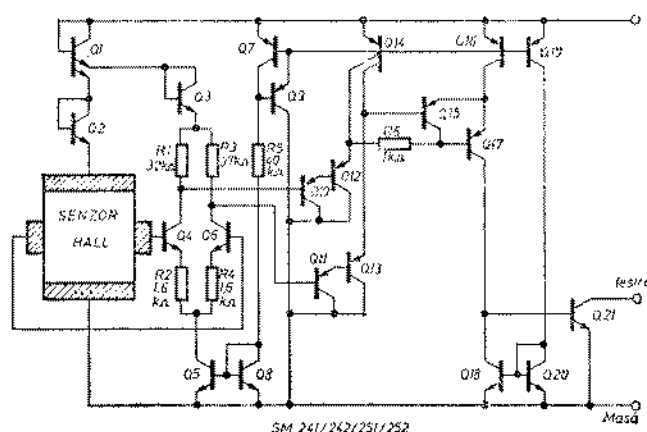 Q1
Q7
Q14
Q16
Q19
Q3
Q9
Q2
Q15
R1
R3
R5
R6
Q17
1kΩ
Q12
Q10
SENZOR
HALL
Q4
Q6
Q11
Q13
R2
1,6
kΩ
R4
1,6
kΩ
Ieşire
Q21
Q5
Q8
Q18
Q20
Masă
SM 241/242/251/252